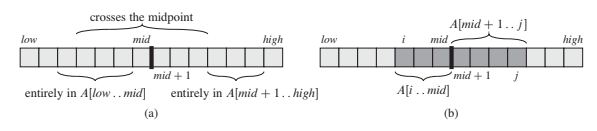 crosses the midpoint
low mid high
mid + 1
entirely in A[low . . mid] entirely in A[mid + 1 . . high]
(a)
A[mid + 1 . . j]
low i mid high
mid + 1 j
A[i . . mid]
(b)